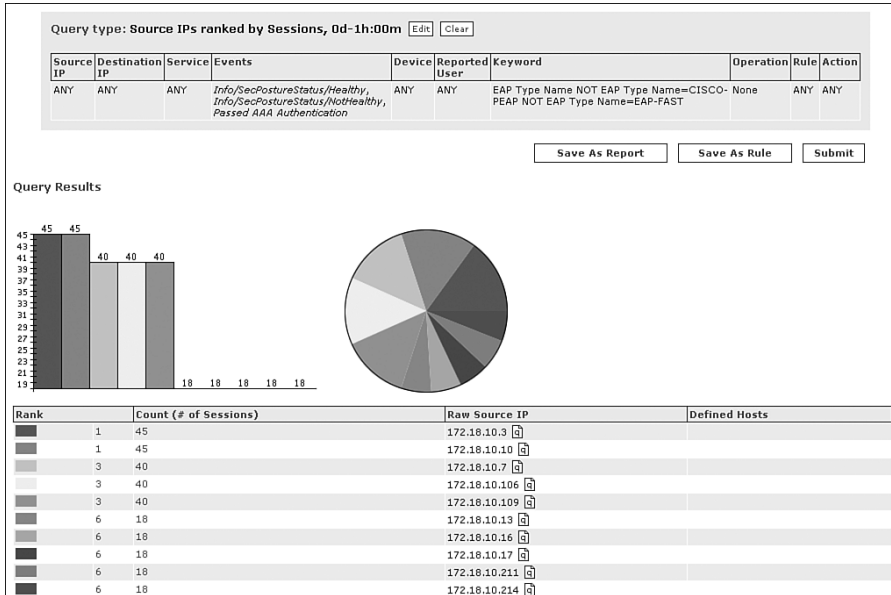 Query type: Source IPs ranked by Sessions, 0d-1h:00m Edit Clear
Source IP Destination IP Service Events Device Reported User Keyword Operation Rule Action
ANY ANY ANY Info/SecPostureStatus/Healthy, Info/SecPostureStatus/NotHealthy, Passed AAA Authentication ANY ANY EAP Type Name NOT EAP Type Name=CISCO-PEAP NOT EAP Type Name=EAP-FAST None ANY ANY
Save As Report Save As Rule Submit
Query Results
45 45
40 40 40
18 18 18 18 18
45
43
41
39
37
35
33
31
29
27
25
23
21
19
Rank Count (# of Sessions) Raw Source IP Defined Hosts
1 45 172.18.10.3 q
1 45 172.18.10.10 q
3 40 172.18.10.7 q
3 40 172.18.10.106 q
3 40 172.18.10.109 q
6 18 172.18.10.13 q
6 18 172.18.10.16 q
6 18 172.18.10.17 q
6 18 172.18.10.211 q
6 18 172.18.10.214 q